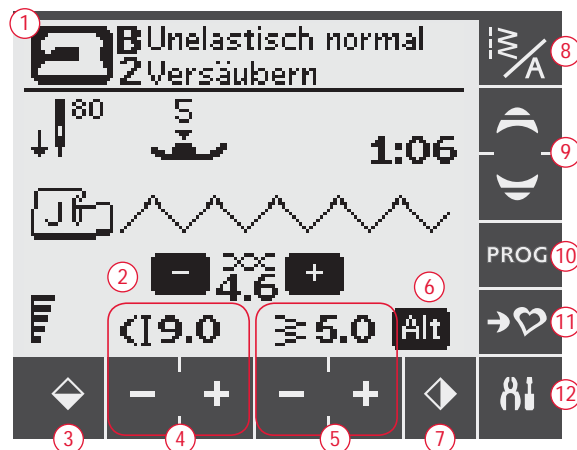 1
B Unelastisch normal
2 Versäubern
8
80
5
1:06
9
J
PROG
10
2
− 4.6 +
6
9.0
5.0
Alt
11
− +
− +
12
3
4
5
7
A